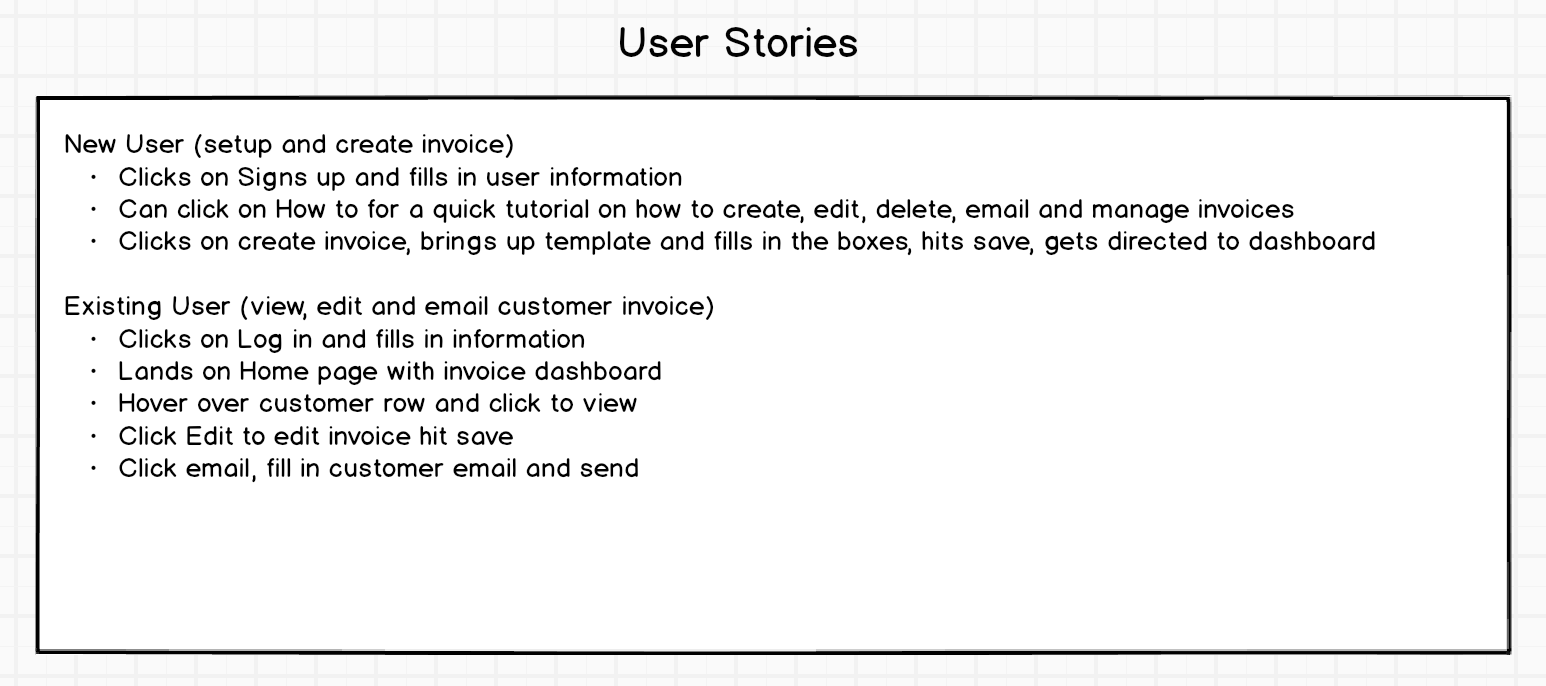 User Stories
New User (setup and create invoice)
· Clicks on Signs up and fills in user information
· Can click on How to for a quick tutorial on how to create, edit, delete, email and manage invoices
· Clicks on create invoice, brings up template and fills in the boxes, hits save, gets directed to dashboard
Existing User (view, edit and email customer invoice)
· Clicks on Log in and fills in information
· Lands on Home page with invoice dashboard
· Hover over customer row and click to view
· Click Edit to edit invoice hit save
· Click email, fill in customer email and send